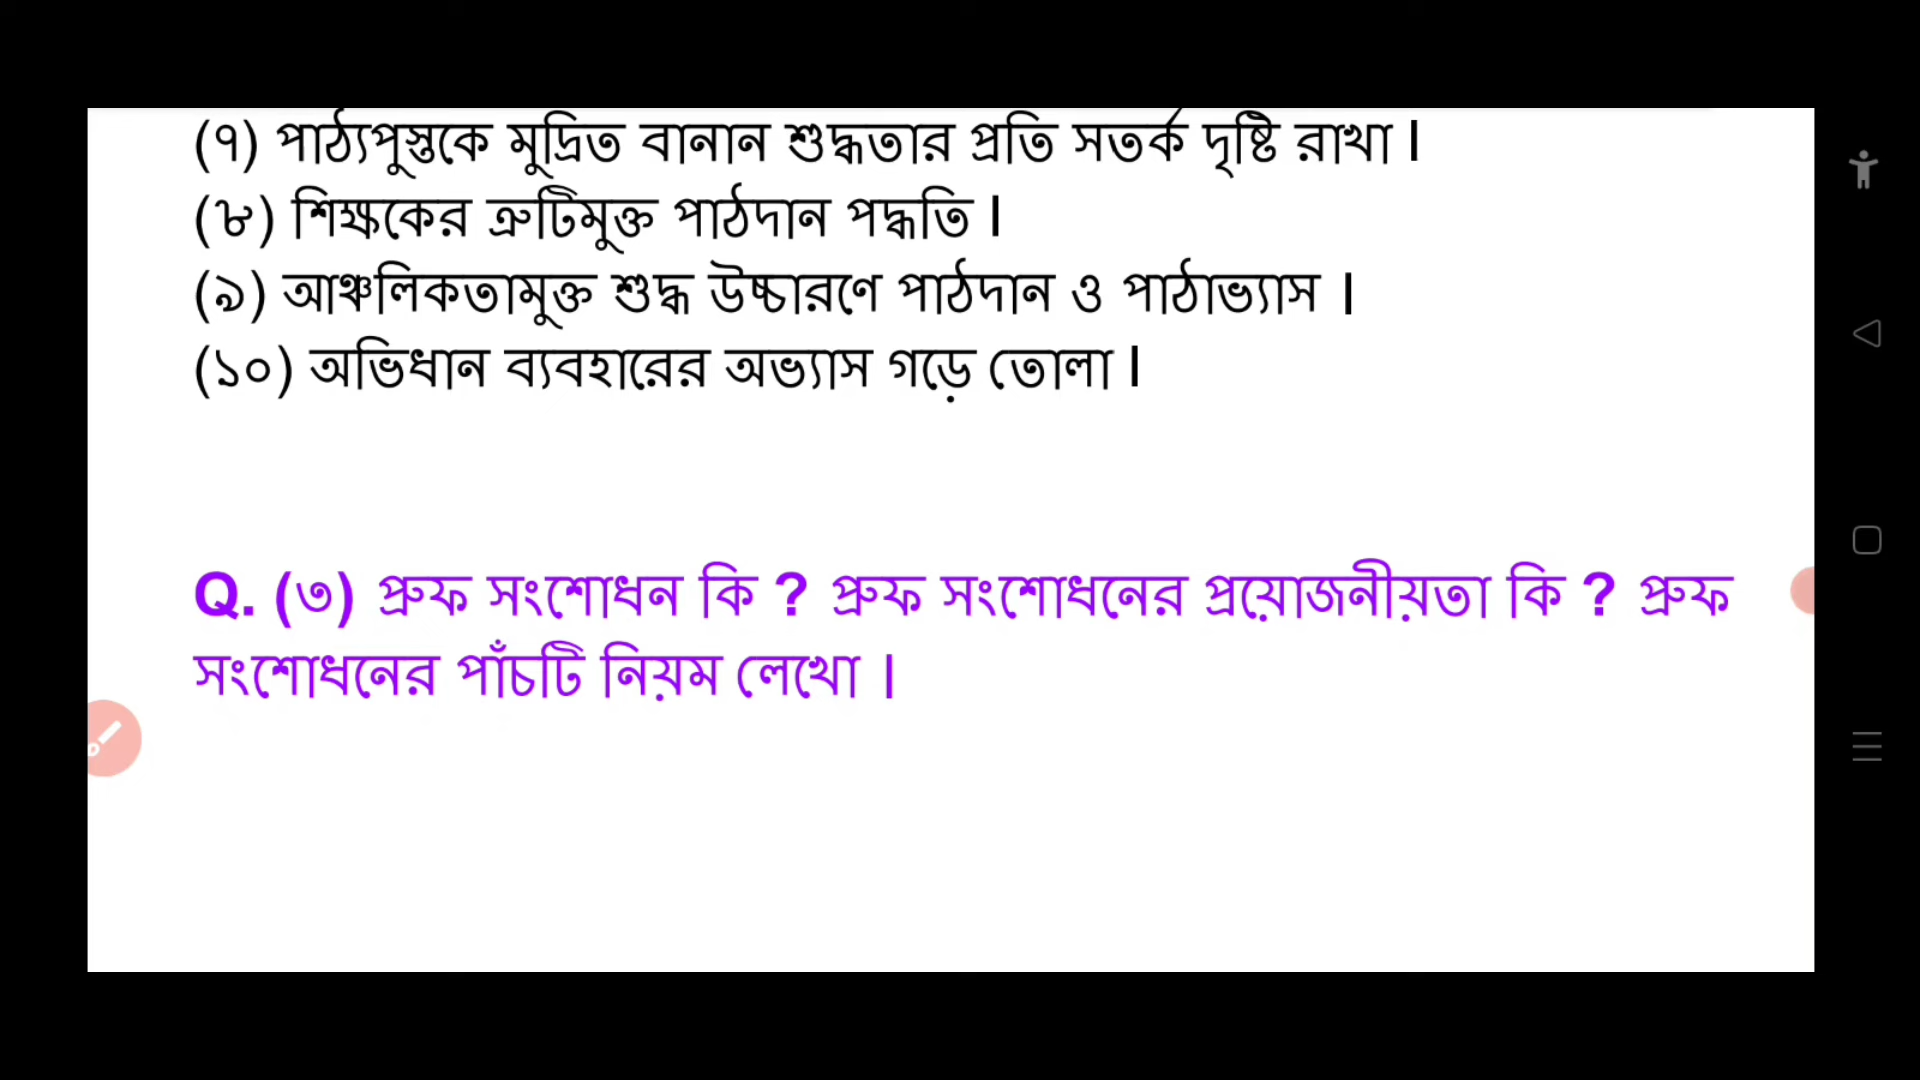 (৭) পাঠ্যপুস্তকে মুদ্রিত বানান শুদ্ধতার প্রতি সতর্ক দৃষ্টি রাখা।
(৮) শিক্ষকের ত্রুটিমুক্ত পাঠদান পদ্ধতি।
(৯) আঞ্চলিকতামুক্ত শুদ্ধ উচ্চারণে পাঠদান ও পাঠাভ্যাস ।
(১০) অভিধান ব্যবহারের অভ্যাস গড়ে তোলা।
Q. (৩) প্রুফ সংশোধন কি ? প্রুফ সংশোধনের প্রয়োজনীয়তা কি ? প্রুফ
সংশোধনের পাঁচটি নিয়ম লেখো ।